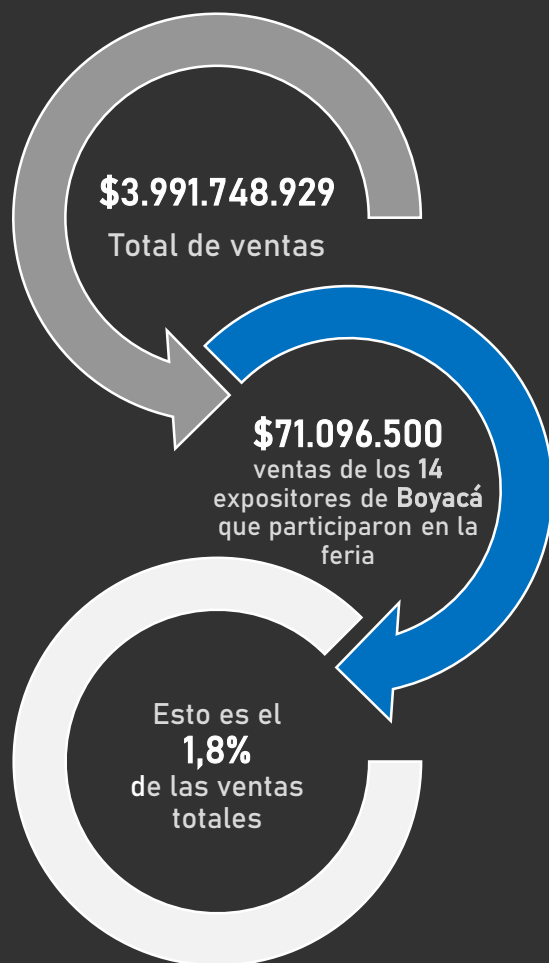 $3.991.748.929
Total de ventas
$71.096.500
ventas de los 14
expositores de Boyacá
que participaron en la
feria
Esto es el
1,8%
de las ventas
totales